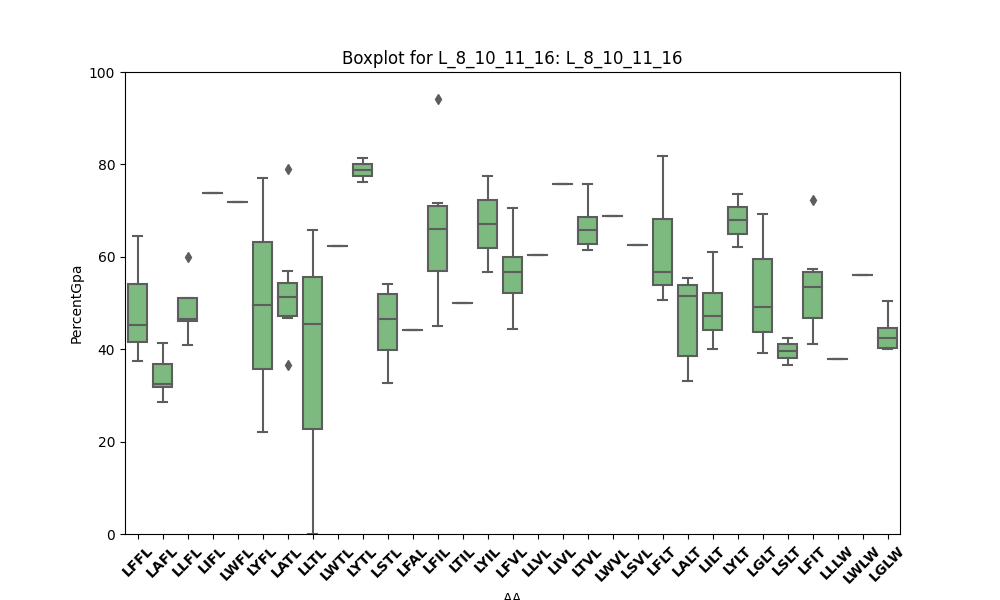 Boxplot for L_8_10_11_16: L_8_10_11_16
100
80
60
40
20
0
PercentGpa
LFFL LAFL LLFL LIFL LWFL LYFL LATL LLTL LWTL LYTL LSTL LFAL LFIL LTIL LYIL LFVL LLVL LIVL LTVL LWVL LSVL LFLT LALT LILT LYLT LGLT LSLT LFIT LLLW LWLW LGLW
AA